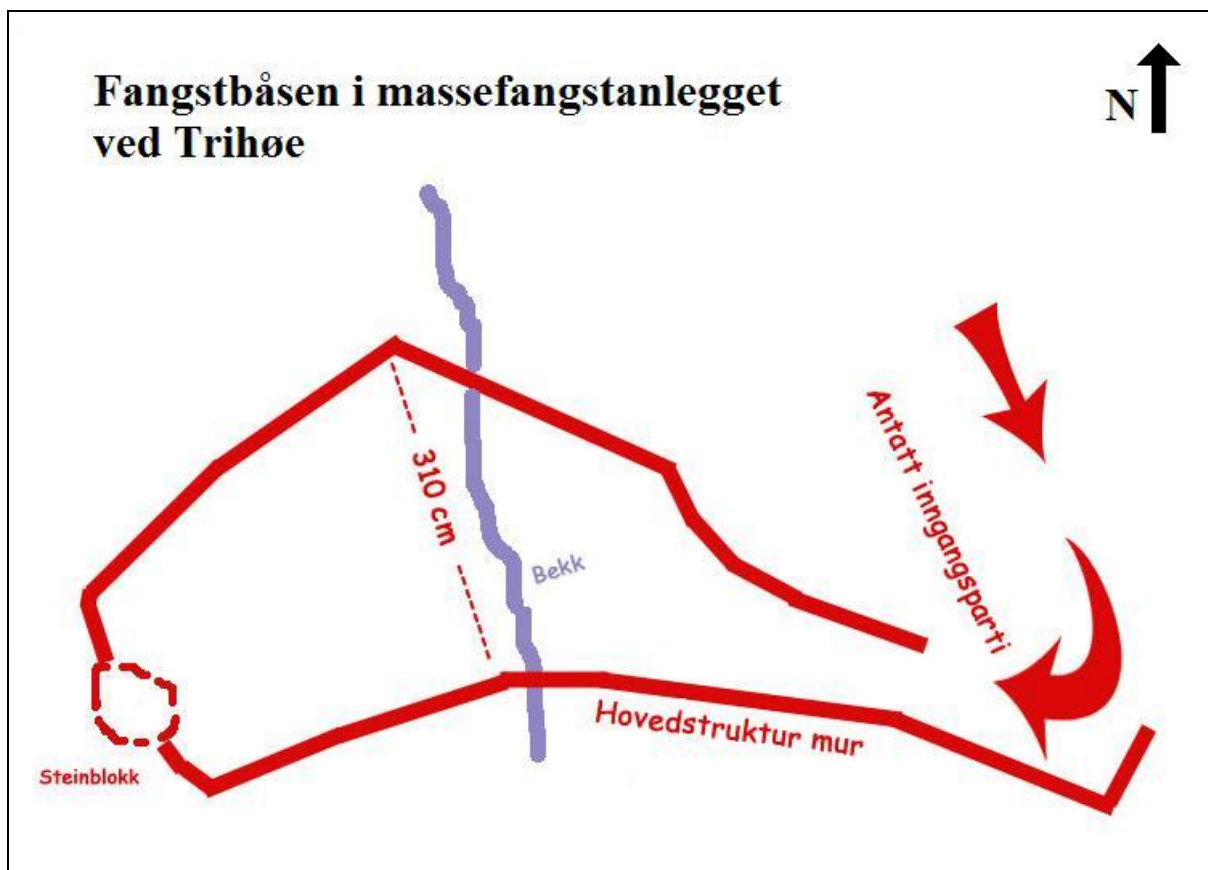 Fangstbåsen i massefangstanlegget
ved Trihøe
N
Antatt inngangsparti
310 cm
Bekk
Hovedstruktur mur
Steinblokk